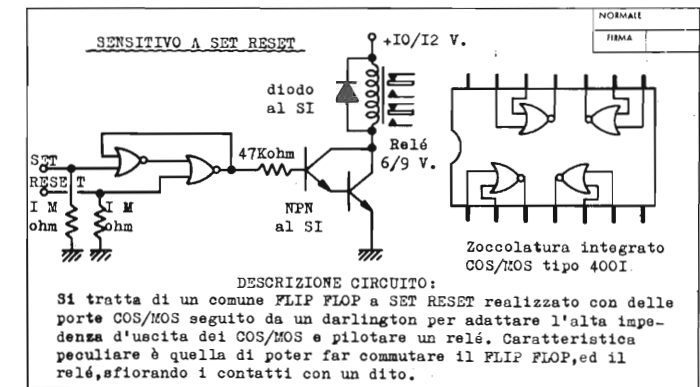 NORMALE
FIRMA
SENSITIVO A SET RESET
+I0/I2 V.
diodo
al SI
Relé
6/9 V.
47Kohm
SET
RESET
I M
ohm
I M
ohm
NPN
al SI
Zoccolatura integrato
COS/MOS tipo 400I
DESCRIZIONE CIRCUITO:
Si tratta di un comune FLIP FLOP a SET RESET realizzato con delle
porte COS/MOS seguito da un darlington per adattare l'alta impe-
denza d'uscita dei COS/MOS e pilotare un relé. Caratteristica
peculiare è quella di poter far commutare il FLIP FLOP,ed il
relé,sfiorando i contatti con un dito.